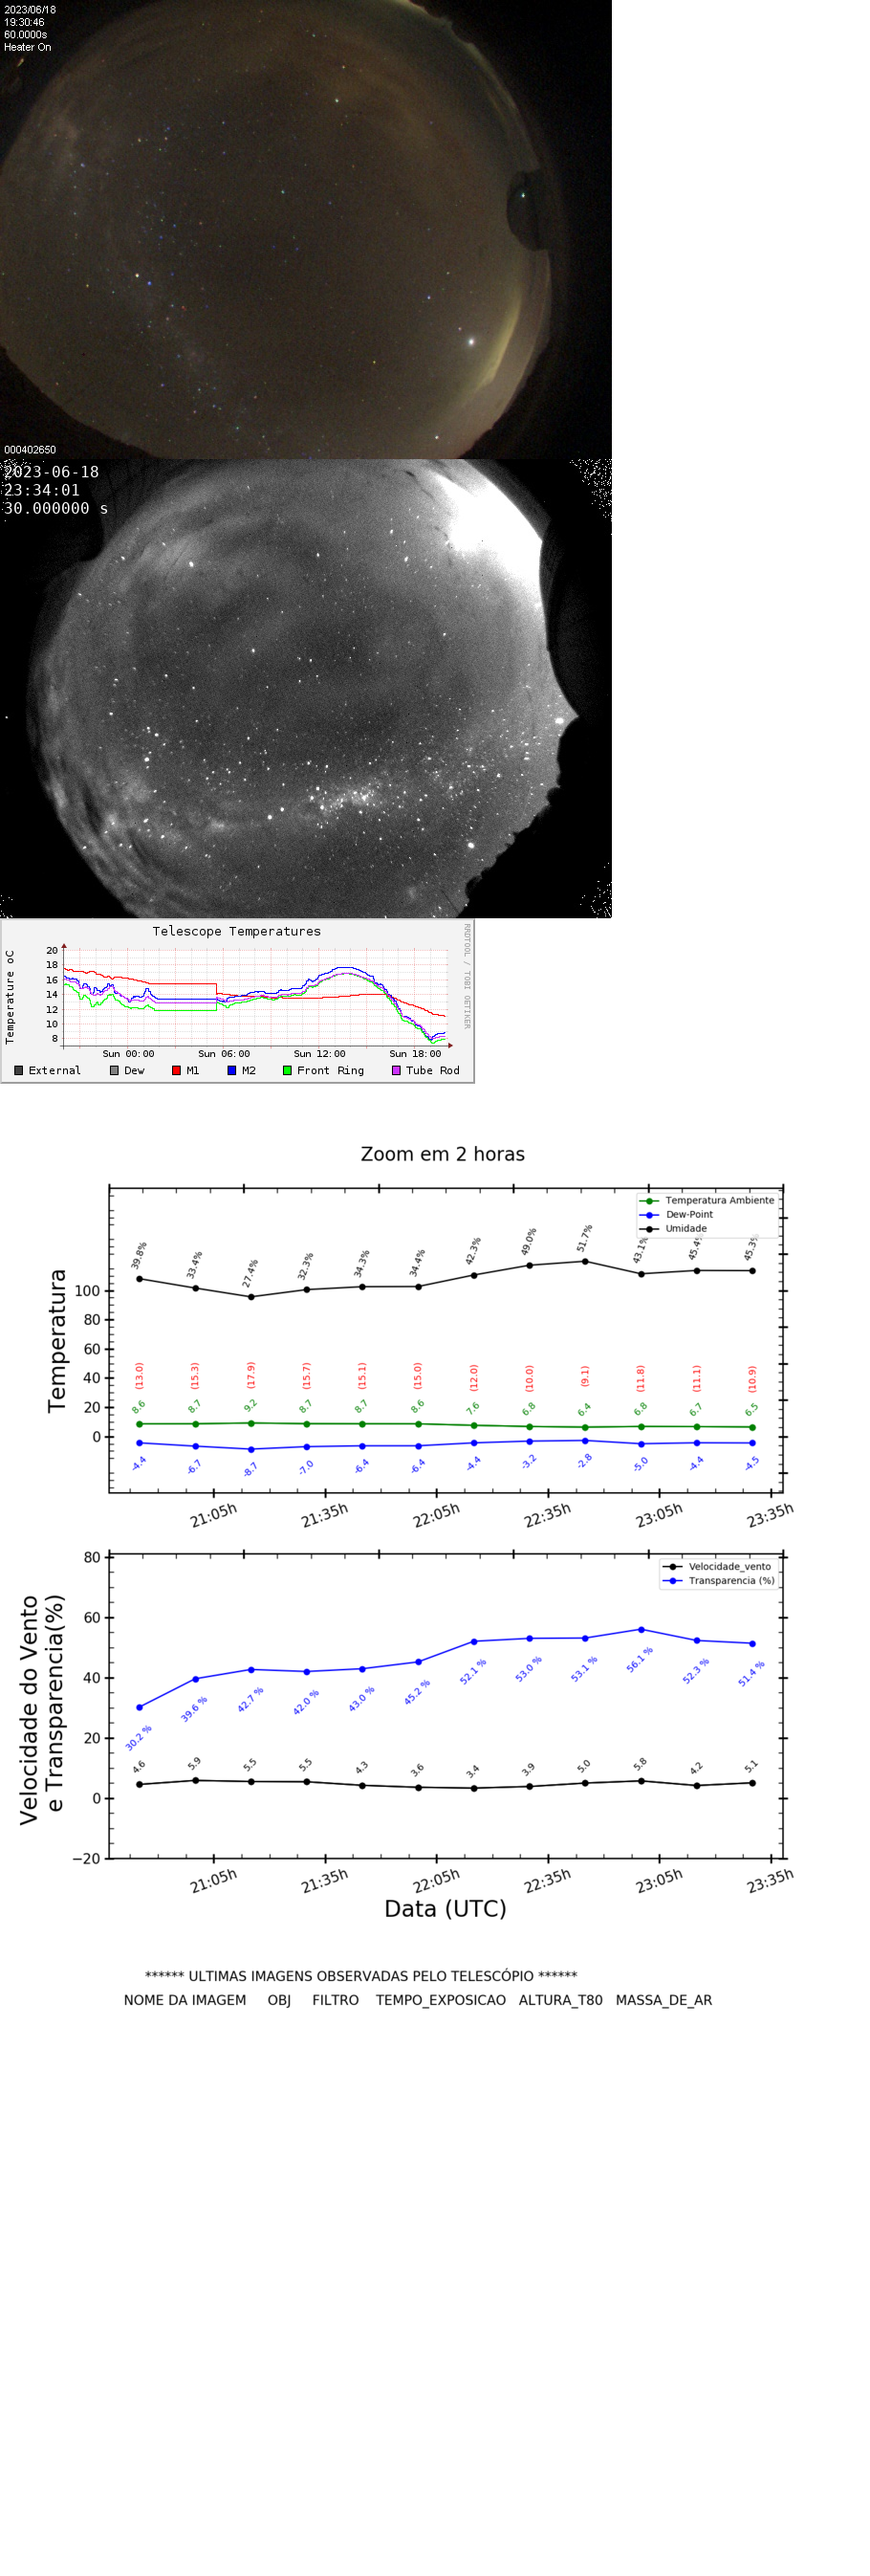 2023/06/18
19:30:46
60.0000s
Heater On
000402650
2023-06-18
23:34:01
30.000000 s
Telescope Temperatures
RRDTOOL / TOBI OETIKER
Temperature oC
20
18
16
14
12
10
8
Sun 00:00 Sun 06:00 Sun 12:00 Sun 18:00
External Dew M1 M2 Front Ring Tube Rod
Zoom em 2 horas
Temperatura Ambiente
Dew-Point
Umidade
39.8% 33.4% 27.4% 32.3% 34.3% 34.4% 42.3% 49.0% 51.7% 43.1% 45.4% 45.3%
Temperatura
100
80
60
40
20
0
(13.0) (15.3) (17.9) (15.7) (15.1) (15.0) (12.0) (10.0) (9.1) (11.8) (11.1) (10.9)
8.6 8.7 9.2 8.7 8.7 8.6 7.6 6.8 6.4 6.8 6.7 6.5
-4.4 -6.7 -8.7 -7.0 -6.4 -6.4 -4.4 -3.2 -2.8 -5.0 -4.4 -4.5
21:05h 21:35h 22:05h 22:35h 23:05h 23:35h
Velocidade_vento
Transparencia (%)
Velocidade do Vento
e Transparencia(%)
80
60
40
20
0
−20
30.2 % 39.6 % 42.7 % 42.0 % 43.0 % 45.2 % 52.1 % 53.0 % 53.1 % 56.1 % 52.3 % 51.4 %
4.6 5.9 5.5 5.5 4.3 3.6 3.4 3.9 5.0 5.8 4.2 5.1
21:05h 21:35h 22:05h 22:35h 23:05h 23:35h
Data (UTC)
****** ULTIMAS IMAGENS OBSERVADAS PELO TELESCÓPIO ******
NOME DA IMAGEM OBJ FILTRO TEMPO_EXPOSICAO ALTURA_T80 MASSA_DE_AR